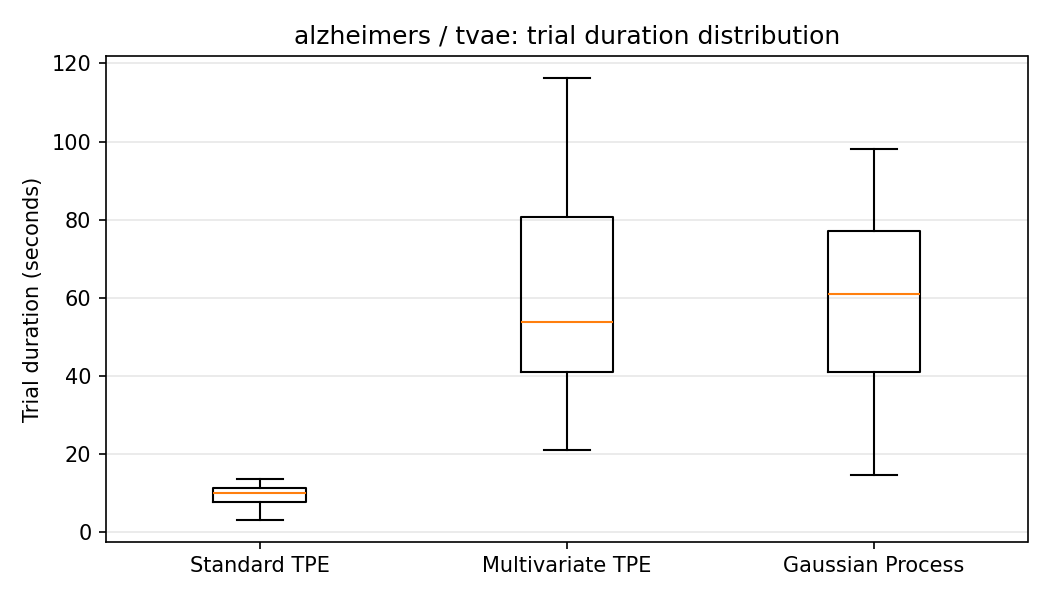 alzheimers / tvae: trial duration distribution
Trial duration (seconds)
120
100
80
60
40
20
0
Standard TPE
Multivariate TPE
Gaussian Process